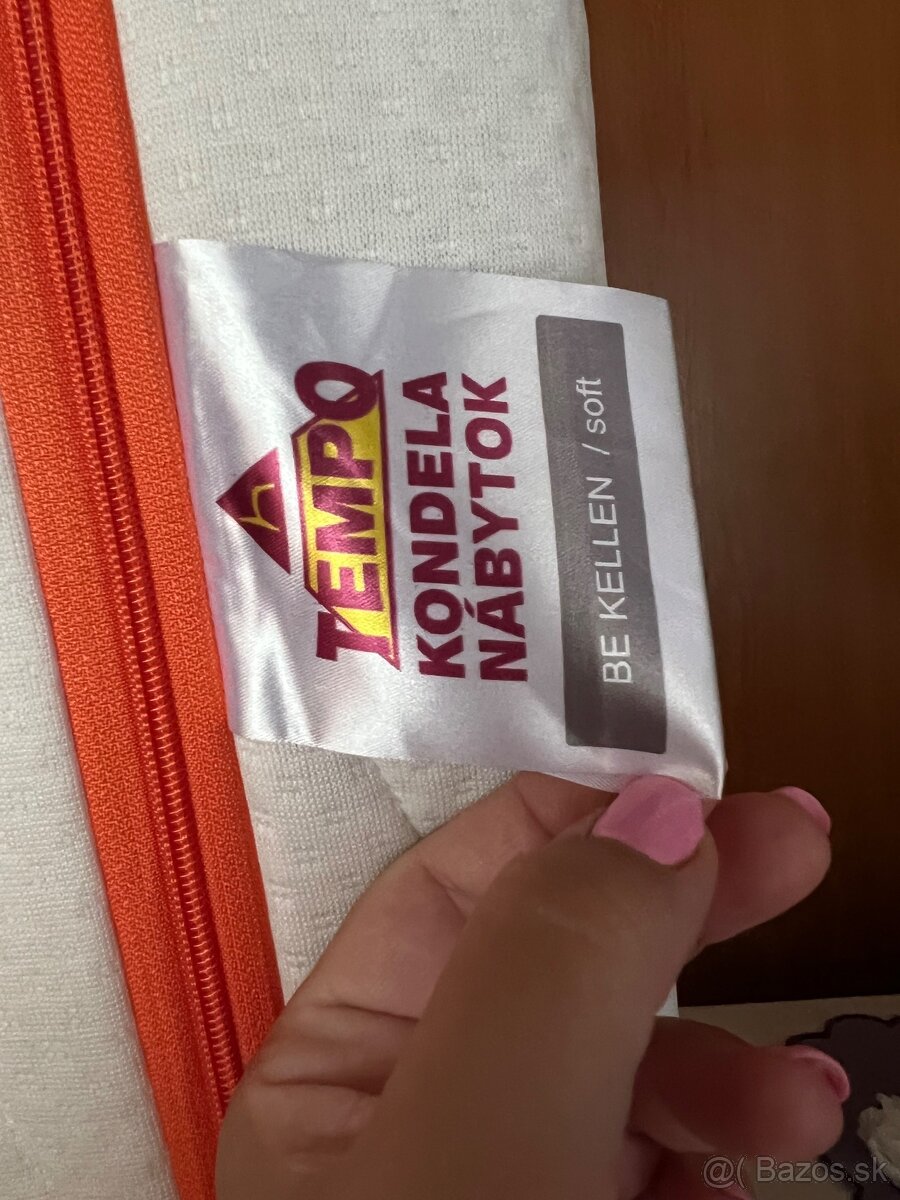 TEMPO
KONDELA
NÁBYTOK
BE KELLEN / soft
@( Bazos.sk